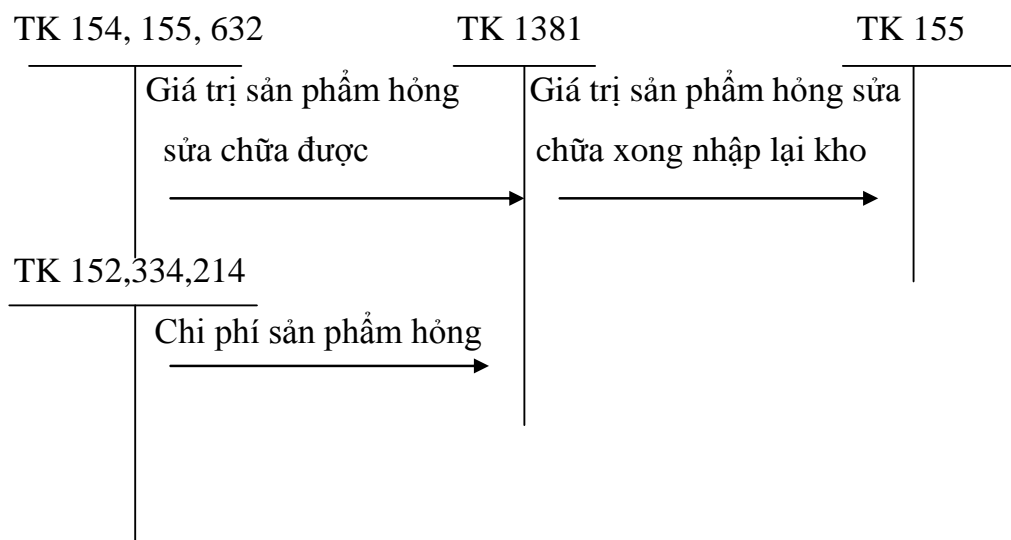 TK 154, 155, 632
TK 1381
TK 155
Giá trị sản phẩm hỏng
sửa chữa được
Giá trị sản phẩm hỏng sửa
chữa xong nhập lại kho
TK 152,334,214
Chi phí sản phẩm hỏng